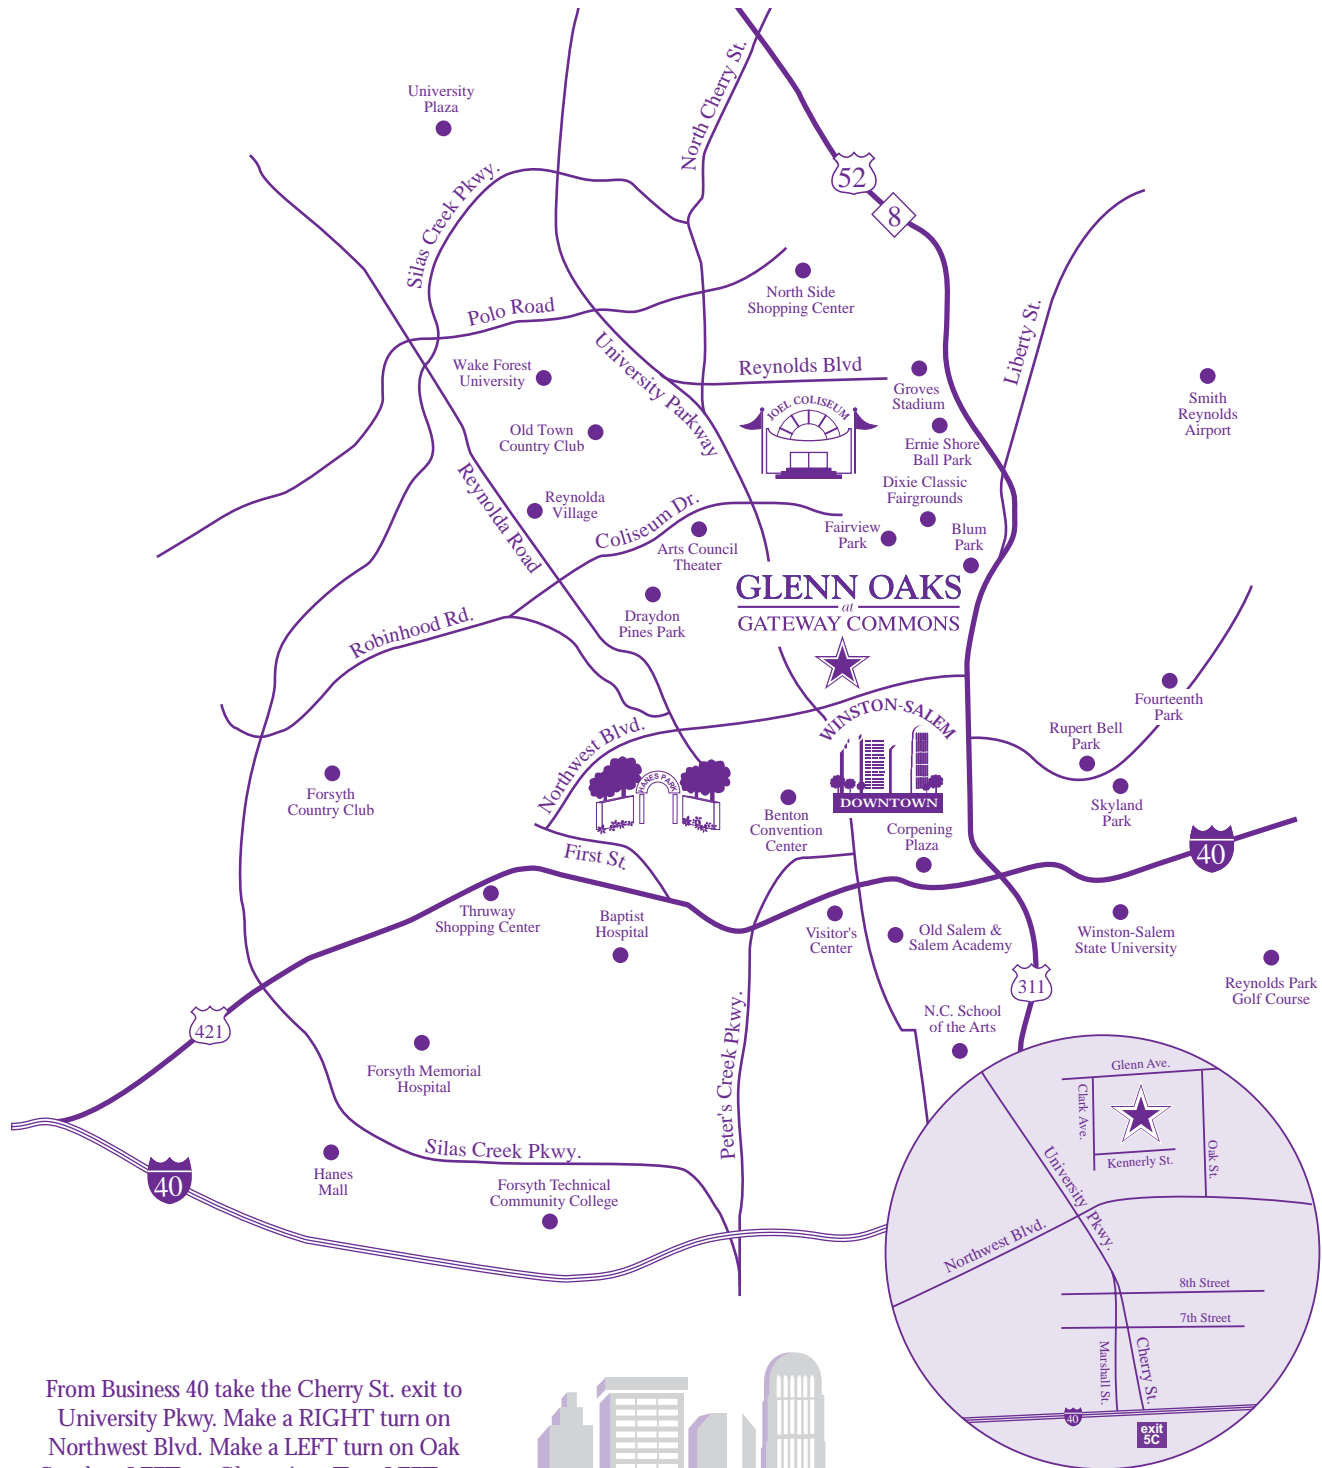 University
Plaza
North Cherry St.
52
8
Silas Creek Pkwy.
North Side
Shopping Center
Polo Road
Liberty St.
Wake Forest
University
University Parkway
Reynolds Blvd
Groves
Stadium
Smith
Reynolds
Airport
JOEL COLISEUM
Old Town
Country Club
Ernie Shore
Ball Park
Reynolda Road
Reynolda
Village
Coliseum Dr.
Dixie Classic
Fairgrounds
Arts Council
Theater
Fairview
Park
Blum
Park
GLENN OAKS
at
GATEWAY COMMONS
Draydon
Pines Park
Robinhood Rd.
Fourteenth
Park
WINSTON-SALEM
DOWNTOWN
Rupert Bell
Park
Northwest Blvd.
HANES PARK
Forsyth
Country Club
Skyland
Park
Benton
Convention
Center
Corpening
Plaza
First St.
40
Thruway
Shopping Center
Baptist
Hospital
Visitor's
Center
Old Salem &
Salem Academy
Winston-Salem
State University
Reynolds Park
Golf Course
311
421
N.C. School
of the Arts
Peter's Creek Pkwy.
Forsyth Memorial
Hospital
Silas Creek Pkwy.
Hanes
Mall
40
Forsyth Technical
Community College
Glenn Ave.
Clark Ave.
Kennerly St.
Oak St.
University Pkwy.
Northwest Blvd.
8th Street
7th Street
Marshall St.
Cherry St.
40
exit
5C
From Business 40 take the Cherry St. exit to
University Pkwy. Make a RIGHT turn on
Northwest Blvd. Make a LEFT turn on Oak